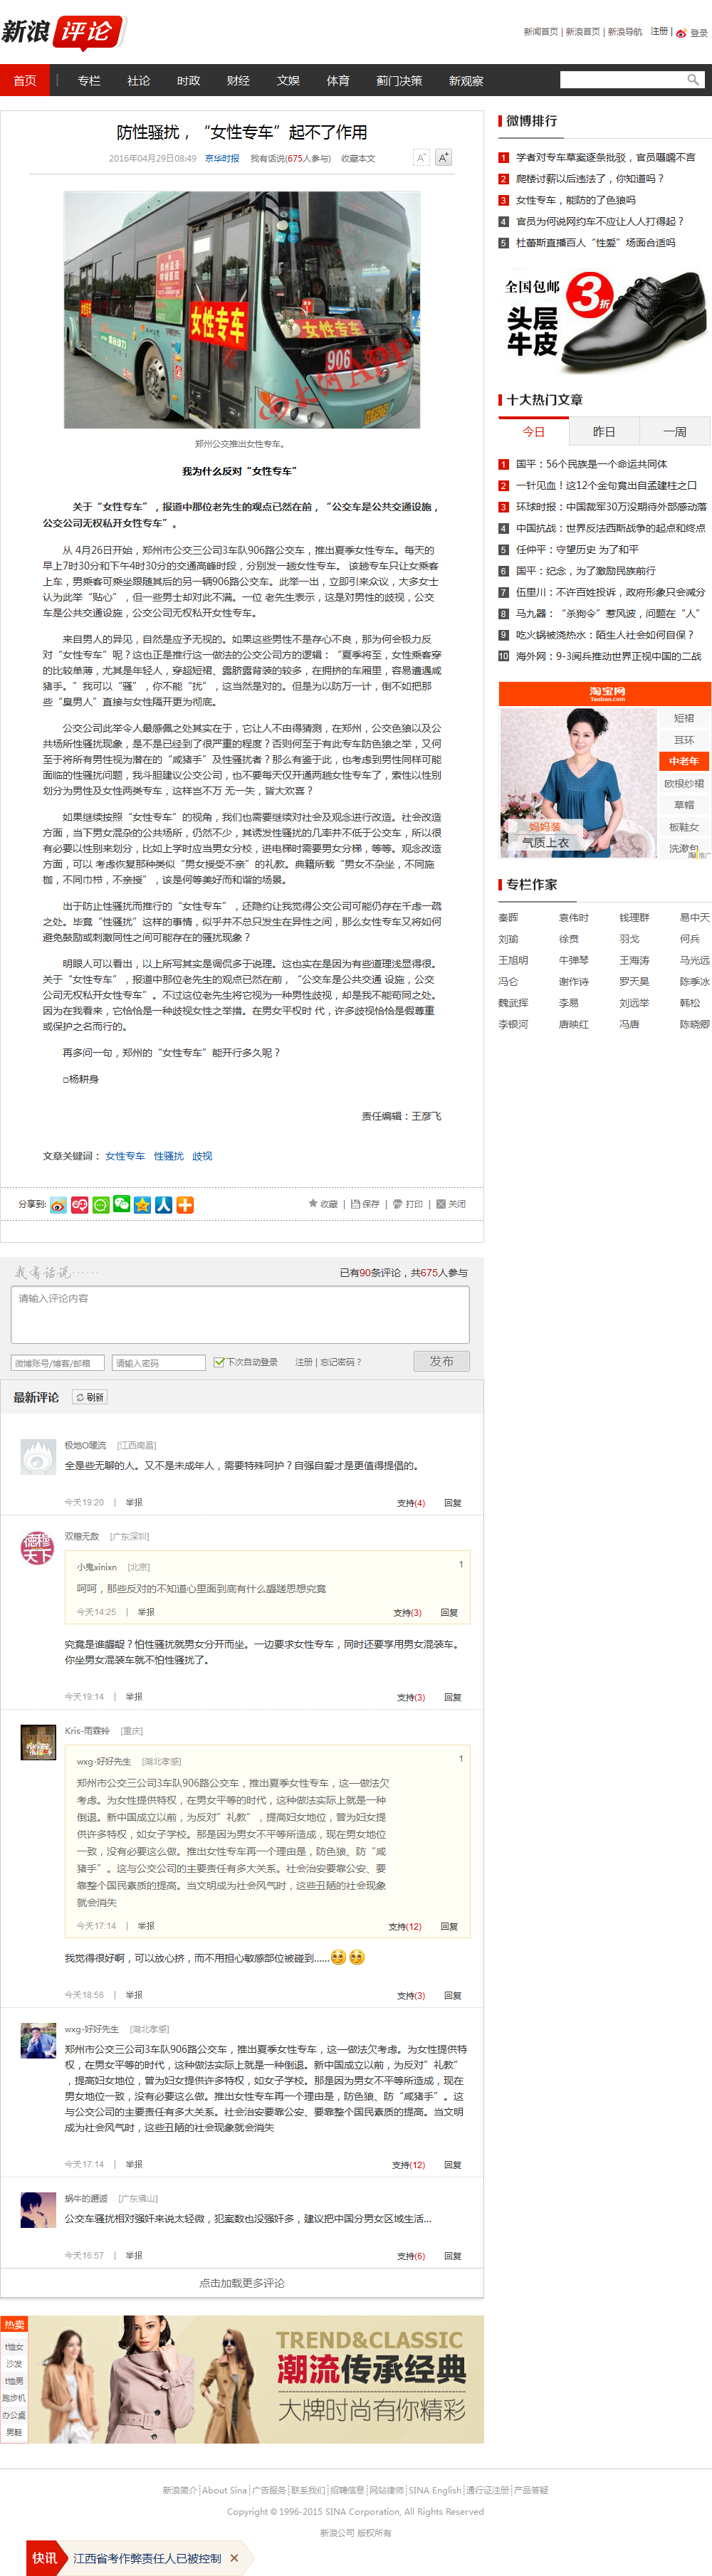 新浪 评论
新闻首页 | 新浪首页 | 新浪导航 注册 | 登录
首页 专栏 社论 时政 财经 文娱 体育 蓟门决策 新观察
防性骚扰，“女性专车”起不了作用
2016年04月29日08:49 京华时报 我有话说(675人参与) 收藏本文 A- A+
女性专车
女性专车
906
郑州公交推出女性专车。
我为什么反对“女性专车”
关于“女性专车”，报道中那位老先生的观点已然在前，“公交车是公共交通设施，
公交公司无权私开女性专车”。
从 4月26日开始，郑州市公交三公司3车队906路公交车，推出夏季女性专车。每天的
早上7时30分和下午4时30分的交通高峰时段，分别发一趟女性专车。 该趟专车只让女乘客
上车，男乘客可乘坐跟随其后的另一辆906路公交车。此举一出，立即引来众议，大多女士
认为此举“贴心”，但一些男士却对此不满。一位 老先生表示，这是对男性的歧视，公交
车是公共交通设施，公交公司无权私开女性专车。
来自男人的异见，自然是应予无视的。如果这些男性不是存心不良，那为何会极力反
对“女性专车”呢？这也正是推行这一做法的公交公司方的逻辑：“夏季将至，女性乘客穿
的比较单薄，尤其是年轻人，穿超短裙、露脐露背装的较多，在拥挤的车厢里，容易遭遇咸
猪手。”我可以“骚”，你不能“扰”，这当然是对的。但是为以防万一计，倒不如把那
些“臭男人”直接与女性隔开更为彻底。
公交公司此举令人最感佩之处其实在于，它让人不由得猜测，在郑州，公交色狼以及公
共场所性骚扰现象，是不是已经到了很严重的程度？否则何至于有此专车防色狼之举，又何
至于将所有男性视为潜在的“咸猪手”及性骚扰者？那么有鉴于此，也考虑到男性同样可能
面临的性骚扰问题，我斗胆建议公交公司，也不要每天仅开通两趟女性专车了，索性以性别
划分为男性及女性两类专车，这样岂不万 无一失，皆大欢喜？
如果继续按照“女性专车”的视角，我们也需要继续对社会及观念进行改造。社会改造
方面，当下男女混杂的公共场所，仍然不少，其诱发性骚扰的几率并不低于公交车，所以很
有必要以性别来划分，比如上学时应当男女分校，进电梯时需要男女分梯，等等。观念改造
方面，可以 考虑恢复那种类似“男女授受不亲”的礼教。典籍所载“男女不杂坐，不同施
枷，不同巾栉，不亲授”，该是何等美好而和谐的场景。
出于防止性骚扰而推行的“女性专车”，还隐约让我觉得公交公司可能仍存在千虑一疏
之处。毕竟“性骚扰”这样的事情，似乎并不总只发生在异性之间，那么女性专车又将如何
避免鼓励或刺激同性之间可能存在的骚扰现象？
明眼人可以看出，以上所写其实是调侃多于说理。这也实在是因为有些道理浅显得很。
关于“女性专车”，报道中那位老先生的观点已然在前，“公交车是公共交通 设施，公交
公司无权私开女性专车”。不过这位老先生将它视为一种男性歧视，却是我不能苟同之处。
因为在我看来，它恰恰是一种歧视女性之举措。在男女平权时 代，许多歧视恰恰是假尊重
或保护之名而行的。
再多问一句，郑州的“女性专车”能开行多久呢？
□杨耕身
责任编辑：王彦飞
文章关键词： 女性专车 性骚扰 歧视
分享到: 收藏 | 保存 | 打印 | 关闭
我有话说······ 已有90条评论，共675人参与
请输入评论内容
微博账号/博客/邮箱 请输入密码 下次自动登录 注册 | 忘记密码？ 发布
最新评论 刷新
极地O暖流 [江西南昌]
全是些无聊的人。又不是未成年人，需要特殊呵护？自强自爱才是更值得提倡的。
今天19:20 | 举报 支持(4) 回复
德穆天下
双粮无敌 [广东深圳]
小鬼xinixn [北京] 1
呵呵，那些反对的不知道心里面到底有什么龌蹉思想究竟
今天14:25 | 举报 支持(3) 回复
究竟是谁龌龊？怕性骚扰就男女分开而坐。一边要求女性专车，同时还要享用男女混装车。
你坐男女混装车就不怕性骚扰了。
今天19:14 | 举报 支持(3) 回复
Kris-雨霖铃 [重庆]
wxg-好好先生 [湖北孝感] 1
郑州市公交三公司3车队906路公交车，推出夏季女性专车，这一做法欠
考虑。为女性提供特权，在男女平等的时代，这种做法实际上就是一种
倒退。新中国成立以前，为反对”礼教”，提高妇女地位，曾为妇女提
供许多特权，如女子学校。那是因为男女不平等所造成，现在男女地位
一致，没有必要这么做。推出女性专车再一个理由是，防色狼、防“咸
猪手”。这与公交公司的主要责任有多大关系。社会治安要靠公安、要
靠整个国民素质的提高。当文明成为社会风气时，这些丑陋的社会现象
就会消失
今天17:14 | 举报 支持(12) 回复
我觉得很好啊，可以放心挤，而不用担心敏感部位被碰到......
今天18:56 | 举报 支持(3) 回复
wxg-好好先生 [湖北孝感]
郑州市公交三公司3车队906路公交车，推出夏季女性专车，这一做法欠考虑。为女性提供特
权，在男女平等的时代，这种做法实际上就是一种倒退。新中国成立以前，为反对”礼教”
，提高妇女地位，曾为妇女提供许多特权，如女子学校。那是因为男女不平等所造成，现在
男女地位一致，没有必要这么做。推出女性专车再一个理由是，防色狼、防“咸猪手”。这
与公交公司的主要责任有多大关系。社会治安要靠公安、要靠整个国民素质的提高。当文明
成为社会风气时，这些丑陋的社会现象就会消失
今天17:14 | 举报 支持(12) 回复
蜗牛的邂逅 [广东佛山]
公交车骚扰相对强奸来说太轻微，犯案数也没强奸多，建议把中国分男女区域生活...
今天16:57 | 举报 支持(6) 回复
点击加载更多评论
热卖
t恤女
沙发
t恤男
跑步机
办公桌
男鞋
TREND&CLASSIC
潮流传承经典
大牌时尚有你精彩
微博排行
1 学者对专车草案逐条批驳，官员嗫嚅不言
2 爬楼讨薪以后违法了，你知道吗？
3 女性专车，能防的了色狼吗
4 官员为何说网约车不应让人人打得起？
5 杜蕾斯直播百人“性爱”场面合适吗
全国包邮 3折
头层
牛皮
十大热门文章
今日 昨日 一周
1 国平：56个民族是一个命运共同体
2 一针见血！这12个金句竟出自孟建柱之口
3 环球时报：中国裁军30万没期待外部感动落
4 中国抗战：世界反法西斯战争的起点和终点
5 任仲平：守望历史 为了和平
6 国平：纪念，为了激励民族前行
7 伍里川：不许百姓投诉，政府形象只会减分
8 马九器：“杀狗令”惹风波，问题在“人”
9 吃火锅被浇热水：陌生人社会如何自保？
10 海外网：9·3阅兵推动世界正视中国的二战
淘宝网
Taobao.com
短裙
耳环
中老年
欧根纱裙
草帽
板鞋女
洗漱包
妈妈装
气质上衣
推广
专栏作家
秦晖 袁伟时 钱理群 易中天
刘瑜 徐贲 羽戈 何兵
王旭明 牛弹琴 王海涛 马光远
冯仑 谢作诗 罗天昊 陈季冰
魏武挥 李易 刘远举 韩松
李银河 唐映红 冯唐 陈晓卿
新浪简介 | About Sina | 广告服务 | 联系我们 | 招聘信息 | 网站律师 | SINA English | 通行证注册 | 产品答疑
Copyright © 1996-2015 SINA Corporation, All Rights Reserved
新浪公司 版权所有
快讯 江西省考作弊责任人已被控制 ×